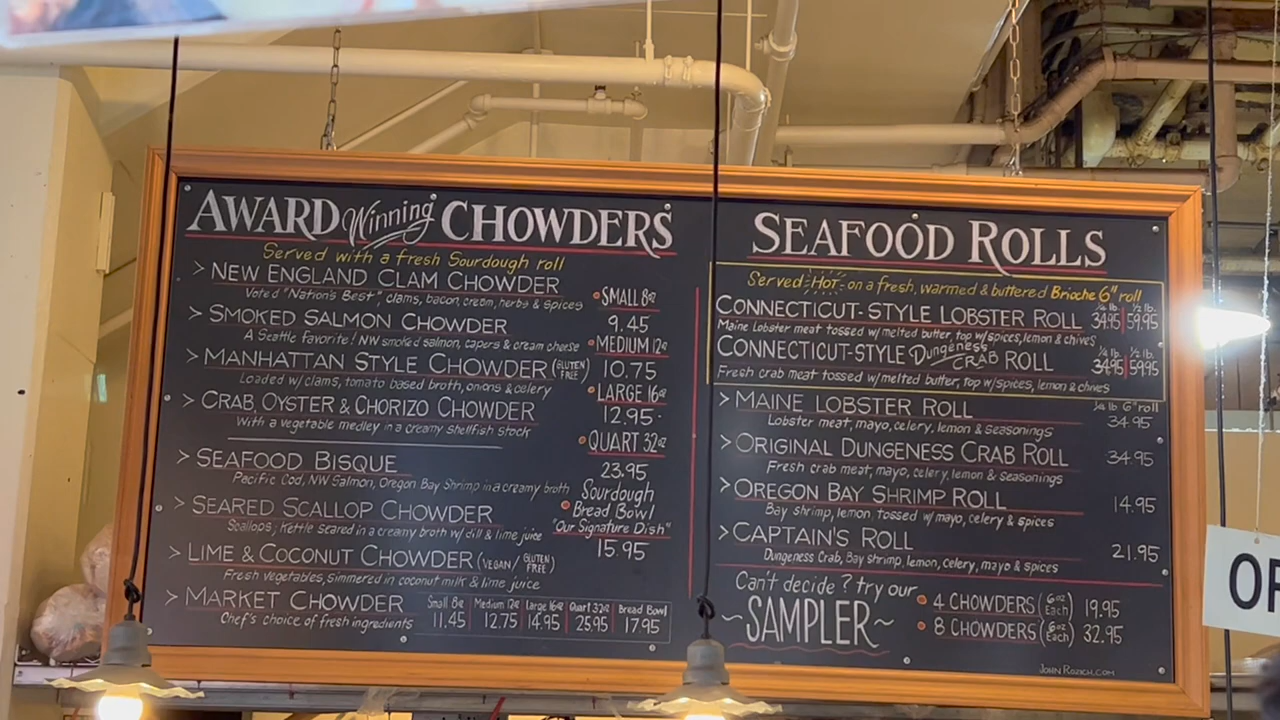 AWARD Winning CHOWDERS
Served with a fresh Sourdough roll
> NEW ENGLAND CLAM CHOWDER
Voted "Nation's Best", clams, bacon, cream, herbs & spices
> SMOKED SALMON CHOWDER
A Seattle favorite! NW smoked salmon, capers & cream cheese
> MANHATTAN STYLE CHOWDER (GLUTEN FREE)
Loaded w/clams, tomato based broth, onions & celery
> CRAB, OYSTER & CHORIZO CHOWDER
With a vegetable medley in a creamy shellfish stock
> SEAFOOD BISQUE
Pacific Cod, NW Salmon, Oregon Bay Shrimp in a creamy broth
> SEARED SCALLOP CHOWDER
Scallops, Kettle Seared in a creamy broth w/ dill & lime juice
> LIME & COCONUT CHOWDER (VEGAN/ GLUTEN FREE)
Fresh vegetables, simmered in coconut milk & lime juice
> MARKET CHOWDER
Chef's choice of fresh ingredients
SMALL 8oz
9.45
MEDIUM 12oz
10.75
LARGE 16oz
12.95
QUART 32oz
23.95
Sourdough
Bread Bowl
"Our Signature Dish"
15.95
Small 8oz | Medium 12oz | large 16oz | Quart 32oz | Bread Bowl
11.45 | 12.75 | 14.95 | 25.95 | 17.95
SEAFOOD ROLLS
Served HOT on a fresh, warmed & buttered Brioche 6" roll
¼ lb. ½ lb.
CONNECTICUT-STYLE LOBSTER ROLL 34.95 | 59.95
Maine Lobster meat tossed w/melted butter, top w/spices, lemon & chives
¼ lb. ½ lb.
CONNECTICUT-STYLE Dungeness CRAB ROLL 34.95 | 59.95
Fresh crab meat tossed w/melted butter, top w/spices, lemon & chives
¼ lb 6" roll
> MAINE LOBSTER ROLL 34.95
Lobster meat, mayo, celery, lemon & seasonings
> ORIGINAL DUNGENESS CRAB ROLL 34.95
Fresh crab meat, mayo, celery, lemon & seasonings
> OREGON BAY SHRIMP ROLL 14.95
Bay shrimp, lemon tossed w/mayo, celery & spices
> CAPTAIN'S ROLL 21.95
Dungeness Crab, Bay shrimp, lemon, celery, mayo & spices
Can't decide? try our
~SAMPLER~
4 CHOWDERS (6oz Each) 19.95
8 CHOWDERS (6oz Each) 32.95
JOHNROZICH.COM